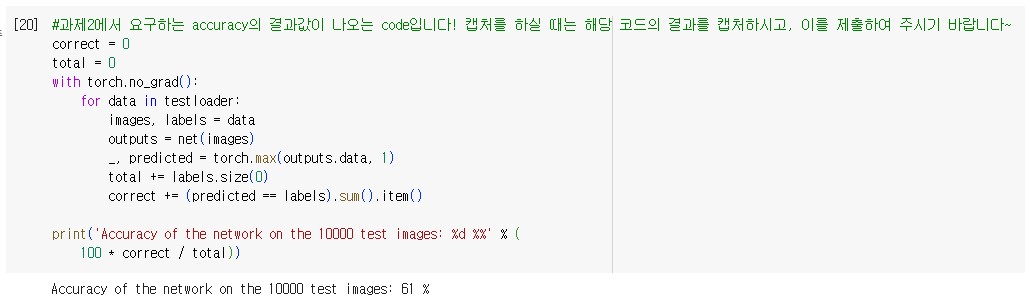 [20] #과제2에서 요구하는 accuracy의 결과값이 나오는 code입니다! 캡처를 하실 때는 해당 코드의 결과를 캡처하시고, 이를 제출하여 주시기 바랍니다~
correct = 0
total = 0
with torch.no_grad():
    for data in testloader:
        images, labels = data
        outputs = net(images)
        _, predicted = torch.max(outputs.data, 1)
        total += labels.size(0)
        correct += (predicted == labels).sum().item()
print('Accuracy of the network on the 10000 test images: %d %%' % (
    100 * correct / total))
Accuracy of the network on the 10000 test images: 61 %